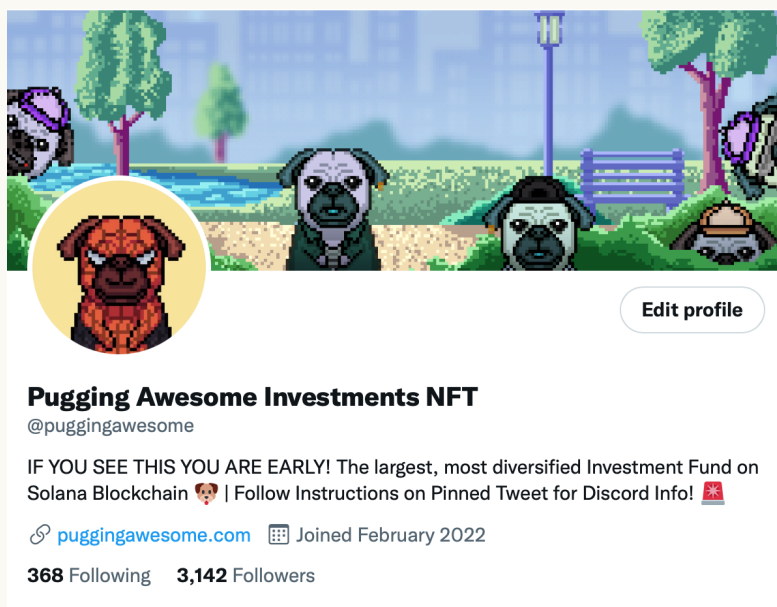 Edit profile
Pugging Awesome Investments NFT
@puggingawesome
IF YOU SEE THIS YOU ARE EARLY! The largest, most diversified Investment Fund on
Solana Blockchain 🐶 | Follow Instructions on Pinned Tweet for Discord Info! 🚨
puggingawesome.com Joined February 2022
368 Following 3,142 Followers